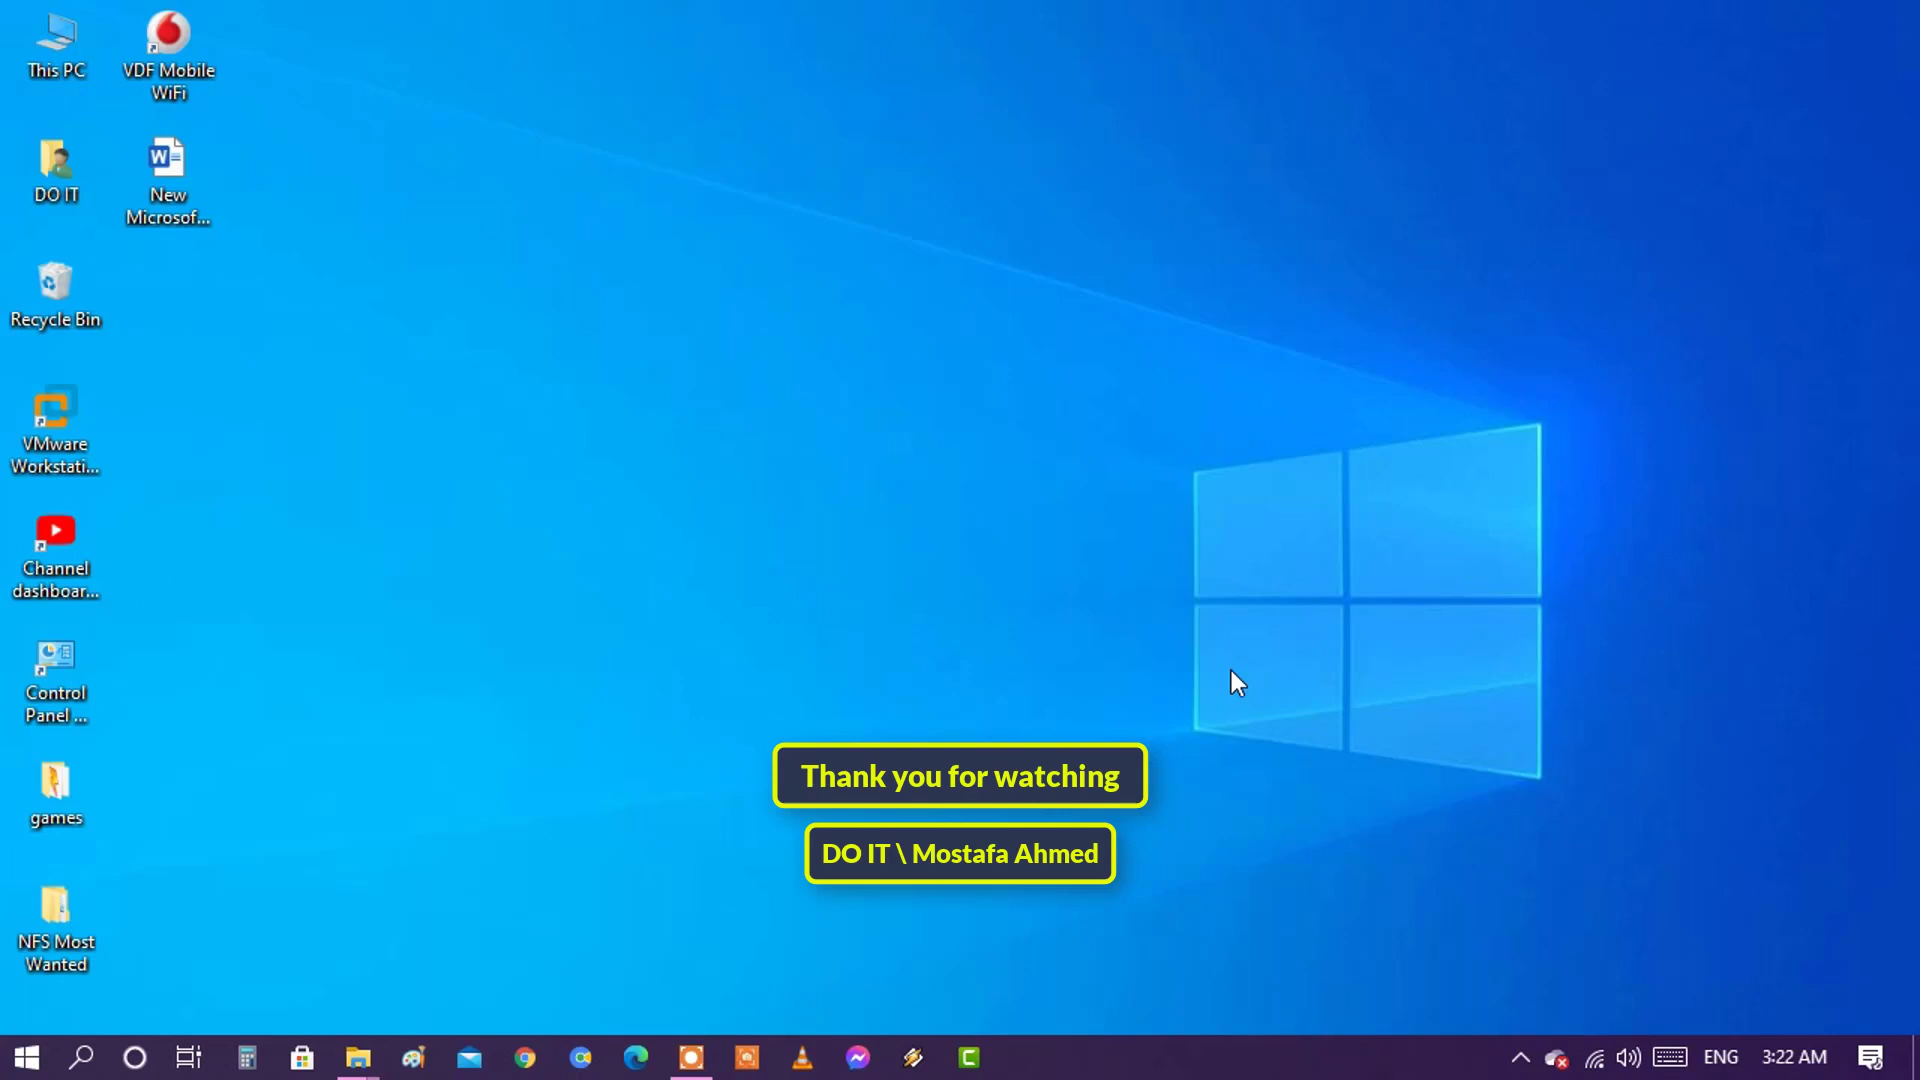 This PC
VDF Mobile
WiFi
DO IT
New
Microsof...
Recycle Bin
VMware
Workstati...
Channel
dashboar...
Control
Panel ...
games
NFS Most
Wanted
Thank you for watching
DO IT \ Mostafa Ahmed
ENG
3:22 AM